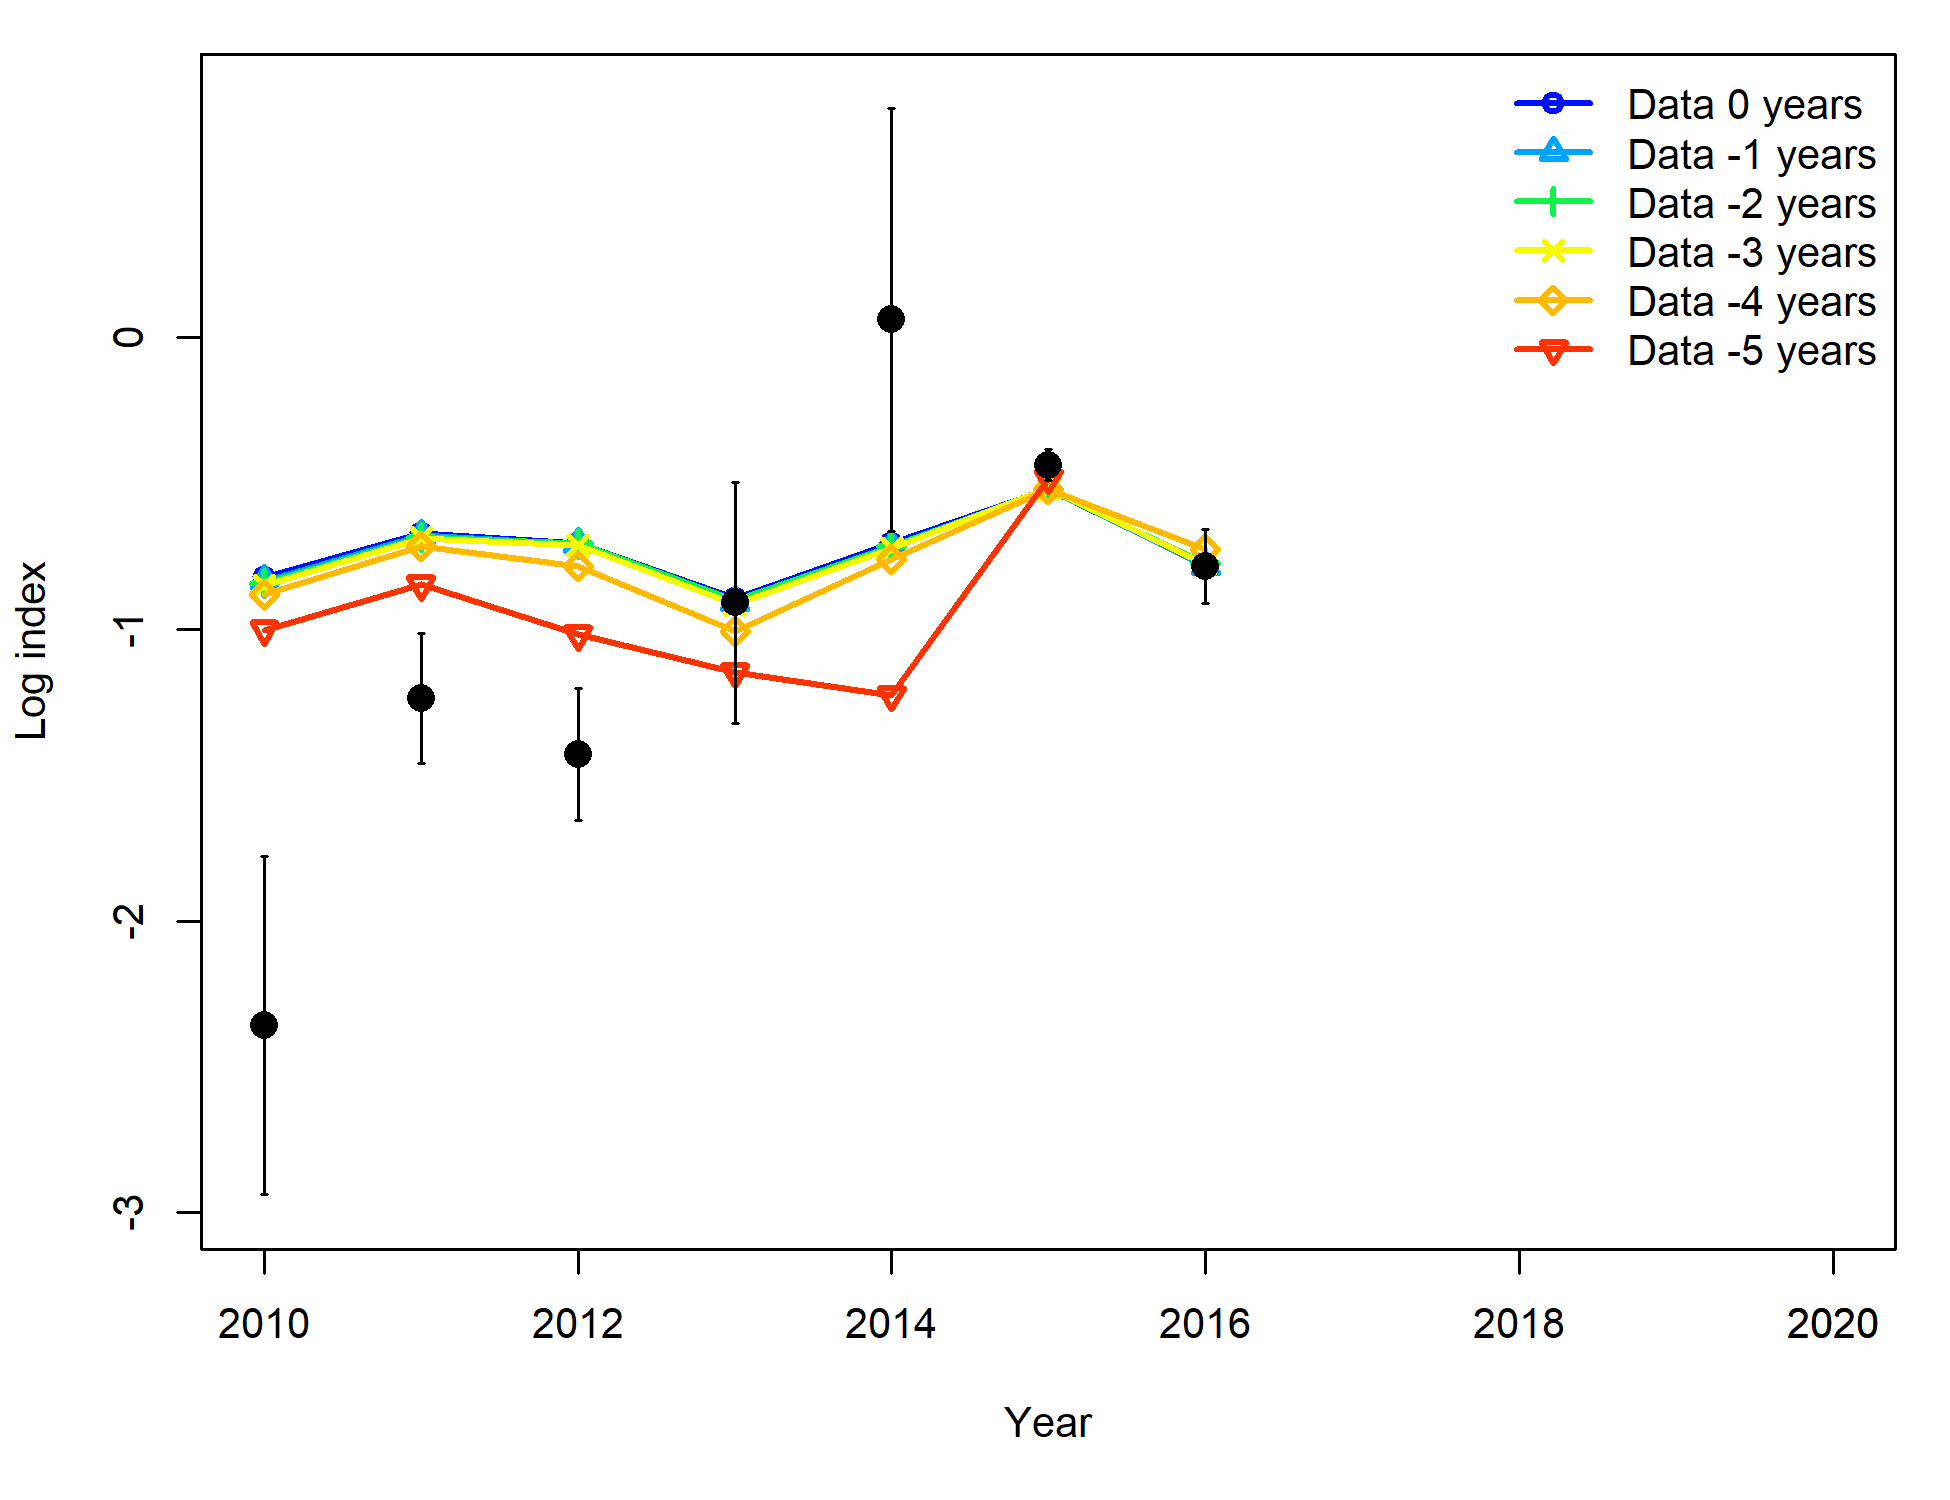 Data 0 years
Data -1 years
Data -2 years
Data -3 years
Data -4 years
Data -5 years
0
-1
-2
-3
Log index
2010 2012 2014 2016 2018 2020
Year